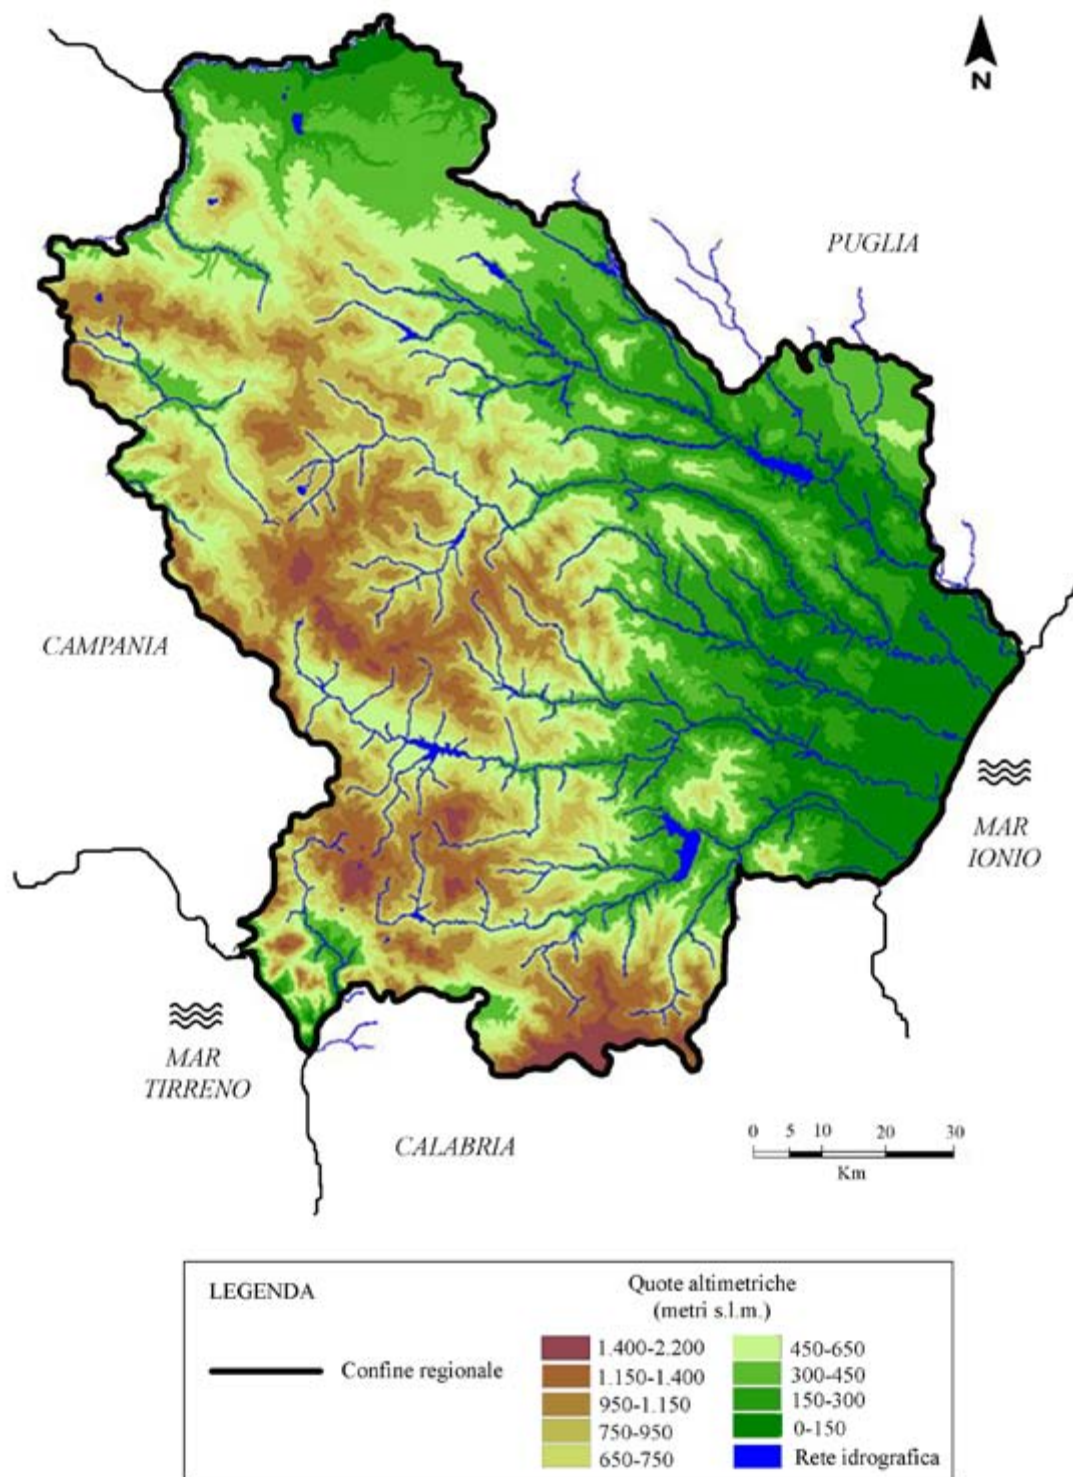 N
PUGLIA
CAMPANIA
MAR
IONIO
MAR
TIRRENO
CALABRIA
0 5 10 20 30
Km
LEGENDA
Confine regionale
Quote altimetriche
(metri s.l.m.)
1.400-2.200
1.150-1.400
950-1.150
750-950
650-750
450-650
300-450
150-300
0-150
Rete idrografica